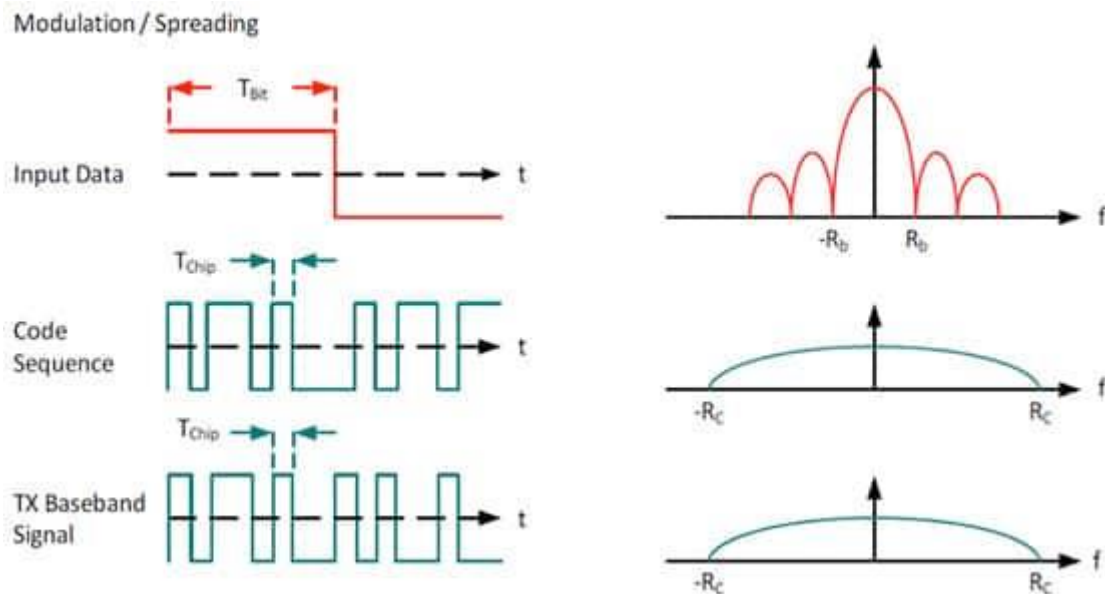 Modulation / Spreading
T_Bit
Input Data
t
-R_b
R_b
f
T_Chip
Code
Sequence
t
-R_C
R_C
f
T_Chip
TX Baseband
Signal
t
-R_C
R_C
f